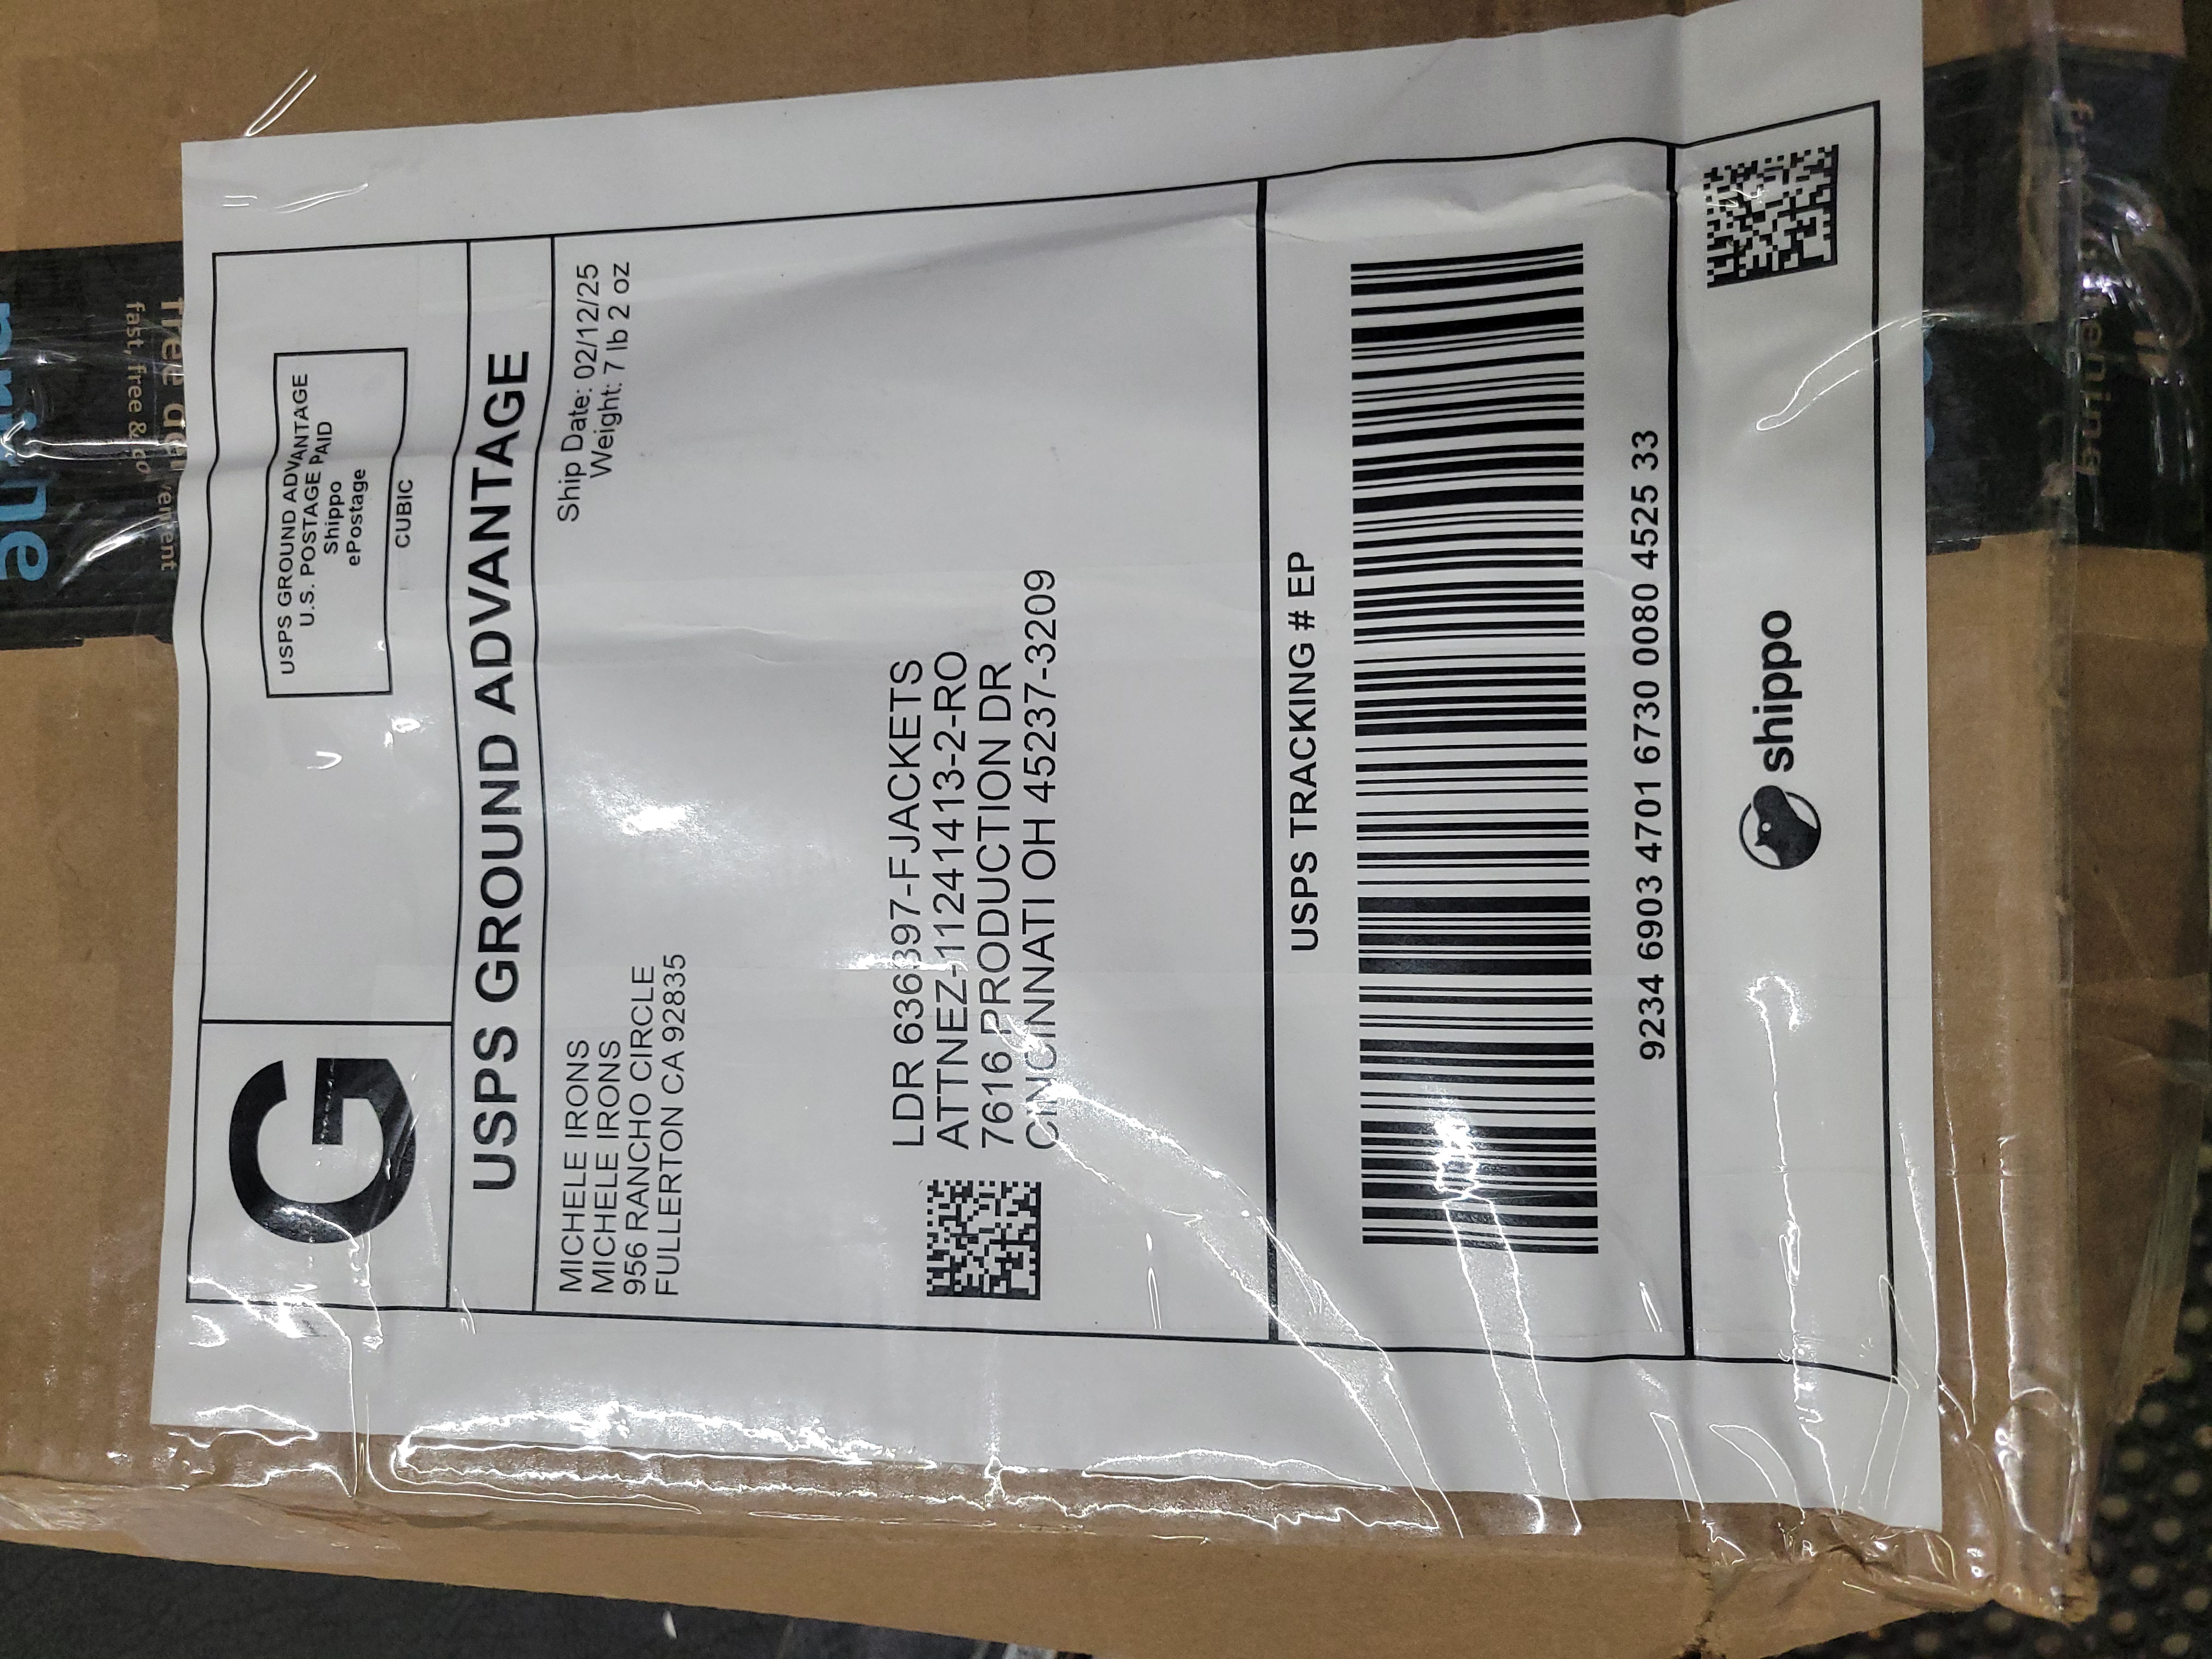 G
USPS GROUND ADVANTAGE
U.S. POSTAGE PAID
Shippo
ePostage
CUBIC
USPS GROUND ADVANTAGE
MICHELE IRONS
MICHELE IRONS
956 RANCHO CIRCLE
FULLERTON CA 92835
Ship Date: 02/12/25
Weight: 7 lb 2 oz
LDR 636397-FJACKETS
ATTNEZ-11241413-2-RO
7616 PRODUCTION DR
CINCINNATI OH 45237-3209
USPS TRACKING # EP
9234 6903 4701 6730 0080 4525 33
shippo
fast, free &